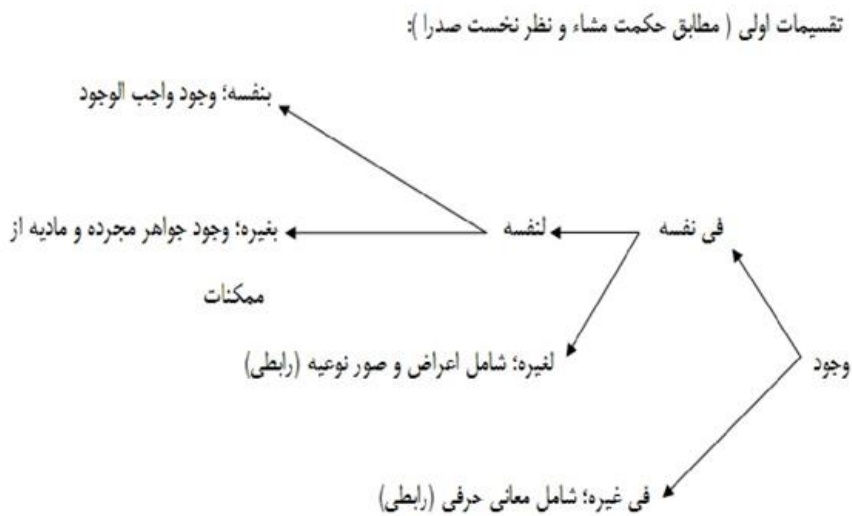 تقسیمات اولی ( مطابق حکمت مشاء و نظر نخست صدرا ):
بنفسه؛ وجود واجب الوجود
فی نفسه
لنفسه
بغیره؛ وجود جواهر مجرده و مادیه از
ممکنات
وجود
لغیره؛ شامل اعراض و صور نوعیه (رابطی)
فی غیره؛ شامل معانی حرفی (رابطی)